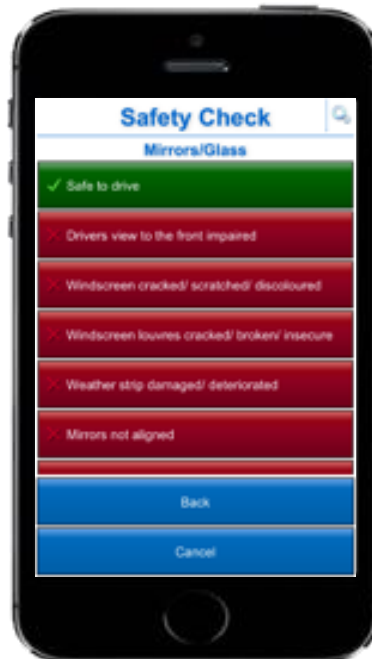 Safety Check
Mirrors/Glass
Safe to drive
Drivers view to the front impaired
Windscreen cracked/ scratched/ discoloured
Windscreen louvres cracked/ broken/ insecure
Weather strip damaged/ deteriorated
Mirrors not aligned
Back
Cancel